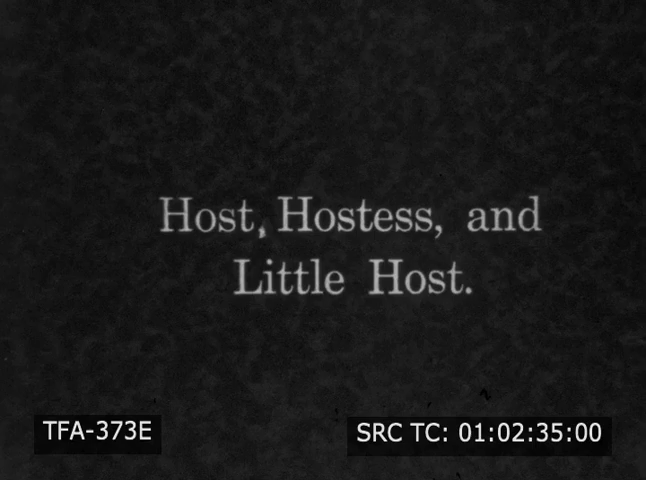 Host, Hostess, and
Little Host.
TFA-373E
SRC TC: 01:02:35:00